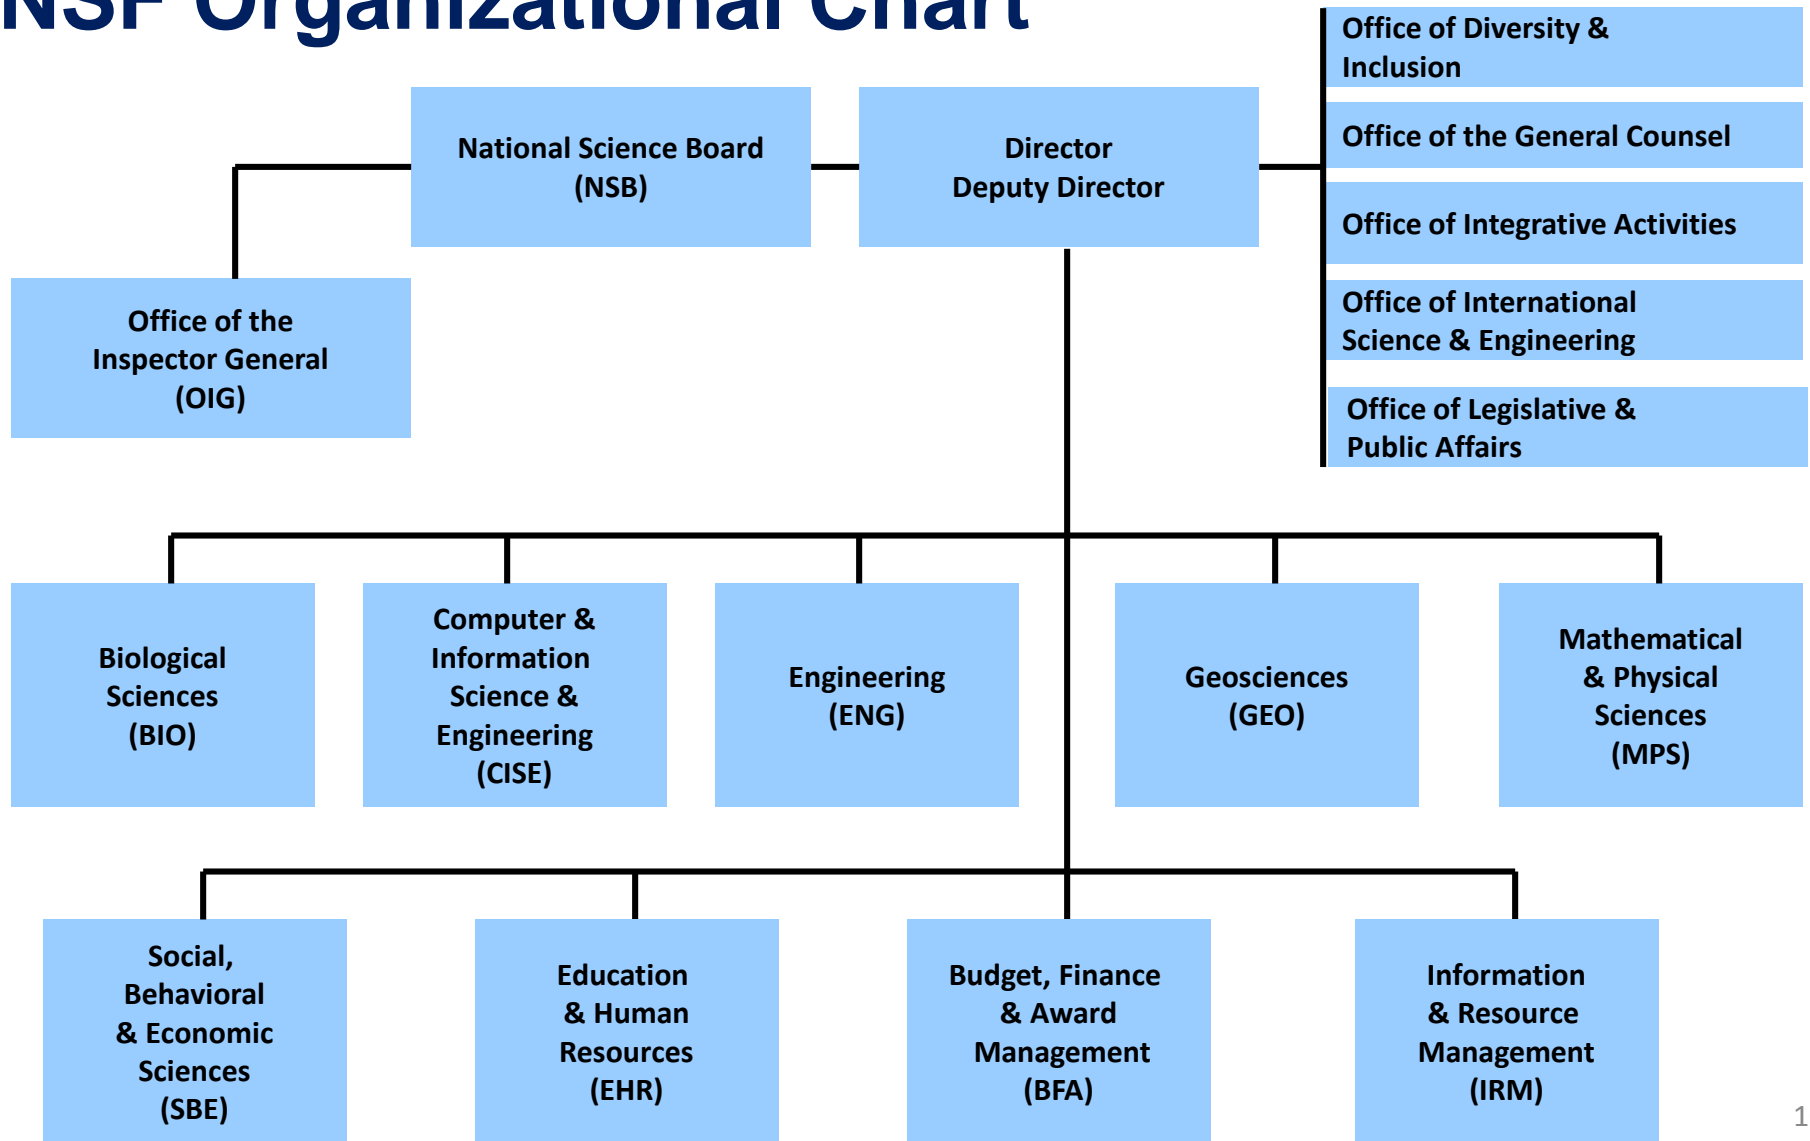 NSF Organizational Chart
Office of Diversity &
Inclusion
Office of the General Counsel
Office of Integrative Activities
Office of International
Science & Engineering
Office of Legislative &
Public Affairs
National Science Board
(NSB)
Director
Deputy Director
Office of the
Inspector General
(OIG)
Biological
Sciences
(BIO)
Computer &
Information
Science &
Engineering
(CISE)
Engineering
(ENG)
Geosciences
(GEO)
Mathematical
& Physical
Sciences
(MPS)
Social,
Behavioral
& Economic
Sciences
(SBE)
Education
& Human
Resources
(EHR)
Budget, Finance
& Award
Management
(BFA)
Information
& Resource
Management
(IRM)
1